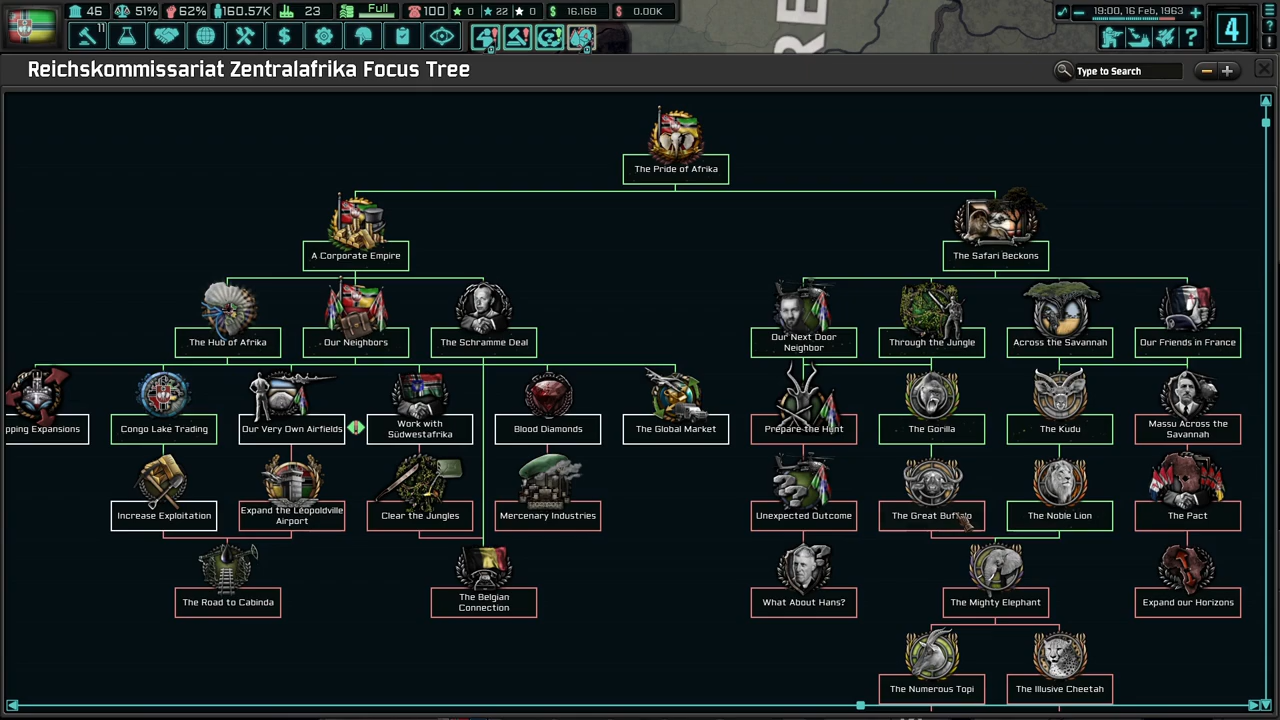 46 51% 62% 160.57K 23 Full 100 0 22 0 $ 16.16B $ 0.00K 19:00, 16 Feb, 1963
11
4
Reichskommissariat Zentralafrika Focus Tree
Type to Search
The Pride of Afrika
A Corporate Empire
The Safari Beckons
The Hub of Afrika
Our Neighbors
The Schramme Deal
Our Next Door
Neighbor
Through the Jungle
Across the Savannah
Our Friends in France
pping Expansions
Congo Lake Trading
Our Very Own Airfields
Work with
Südwestafrika
Blood Diamonds
The Global Market
Prepare the Hunt
The Gorilla
The Kudu
Massu Across the
Savannah
Increase Exploitation
Expand the Léopoldville
Airport
Clear the Jungles
Mercenary Industries
Unexpected Outcome
The Great Buffalo
The Noble Lion
The Pact
The Road to Cabinda
The Belgian
Connection
What About Hans?
The Mighty Elephant
Expand our Horizons
The Numerous Topi
The Illusive Cheetah